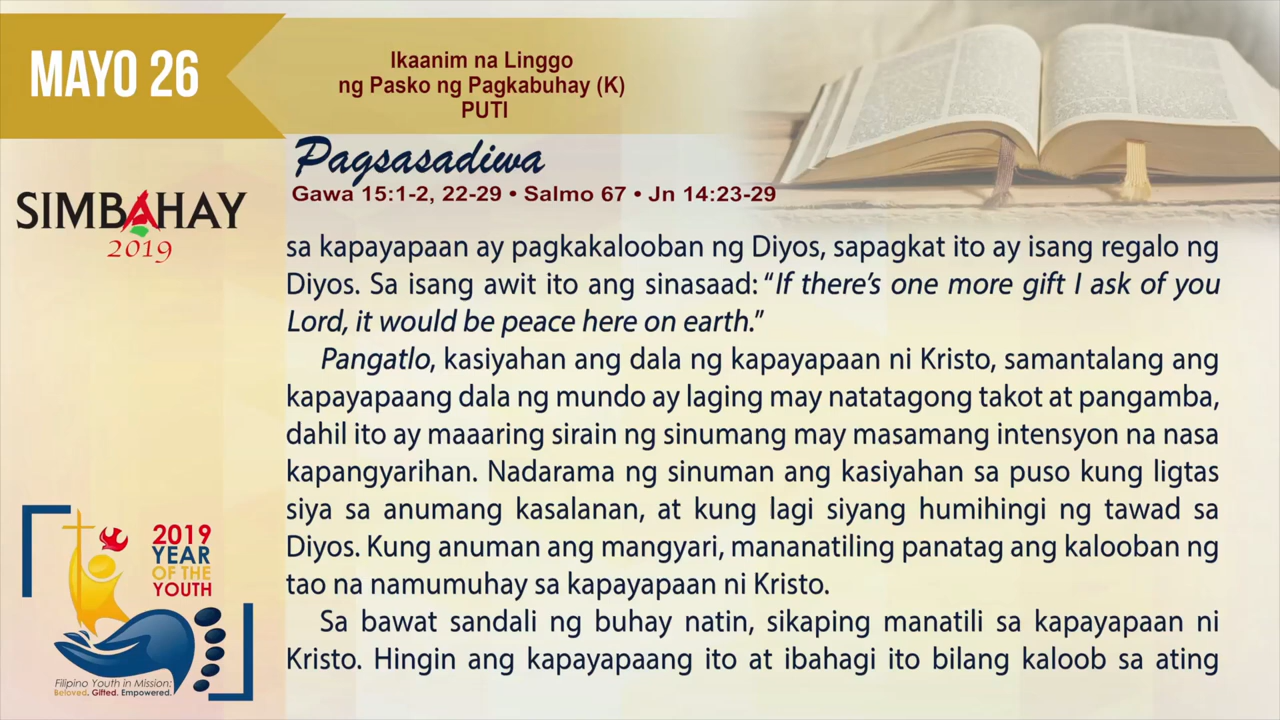 MAYO 26
Ikaanim na Linggo
ng Pasko ng Pagkabuhay (K)
PUTI
Pagsasadiwa
Gawa 15:1-2, 22-29 • Salmo 67 • Jn 14:23-29
SIMBAHAY
2019
sa kapayapaan ay pagkakalooban ng Diyos, sapagkat ito ay isang regalo ng
Diyos. Sa isang awit ito ang sinasaad: “If there’s one more gift I ask of you
Lord, it would be peace here on earth.”
Pangatlo, kasiyahan ang dala ng kapayapaan ni Kristo, samantalang ang
kapayapaang dala ng mundo ay laging may natatagong takot at pangamba,
dahil ito ay maaaring sirain ng sinumang may masamang intensyon na nasa
kapangyarihan. Nadarama ng sinuman ang kasiyahan sa puso kung ligtas
siya sa anumang kasalanan, at kung lagi siyang humihingi ng tawad sa
Diyos. Kung anuman ang mangyari, mananatiling panatag ang kalooban ng
tao na namumuhay sa kapayapaan ni Kristo.
Sa bawat sandali ng buhay natin, sikaping manatili sa kapayapaan ni
Kristo. Hingin ang kapayapaang ito at ibahagi ito bilang kaloob sa ating
2019
YEAR
OF THE
YOUTH
Filipino Youth in Mission:
Beloved. Gifted. Empowered.